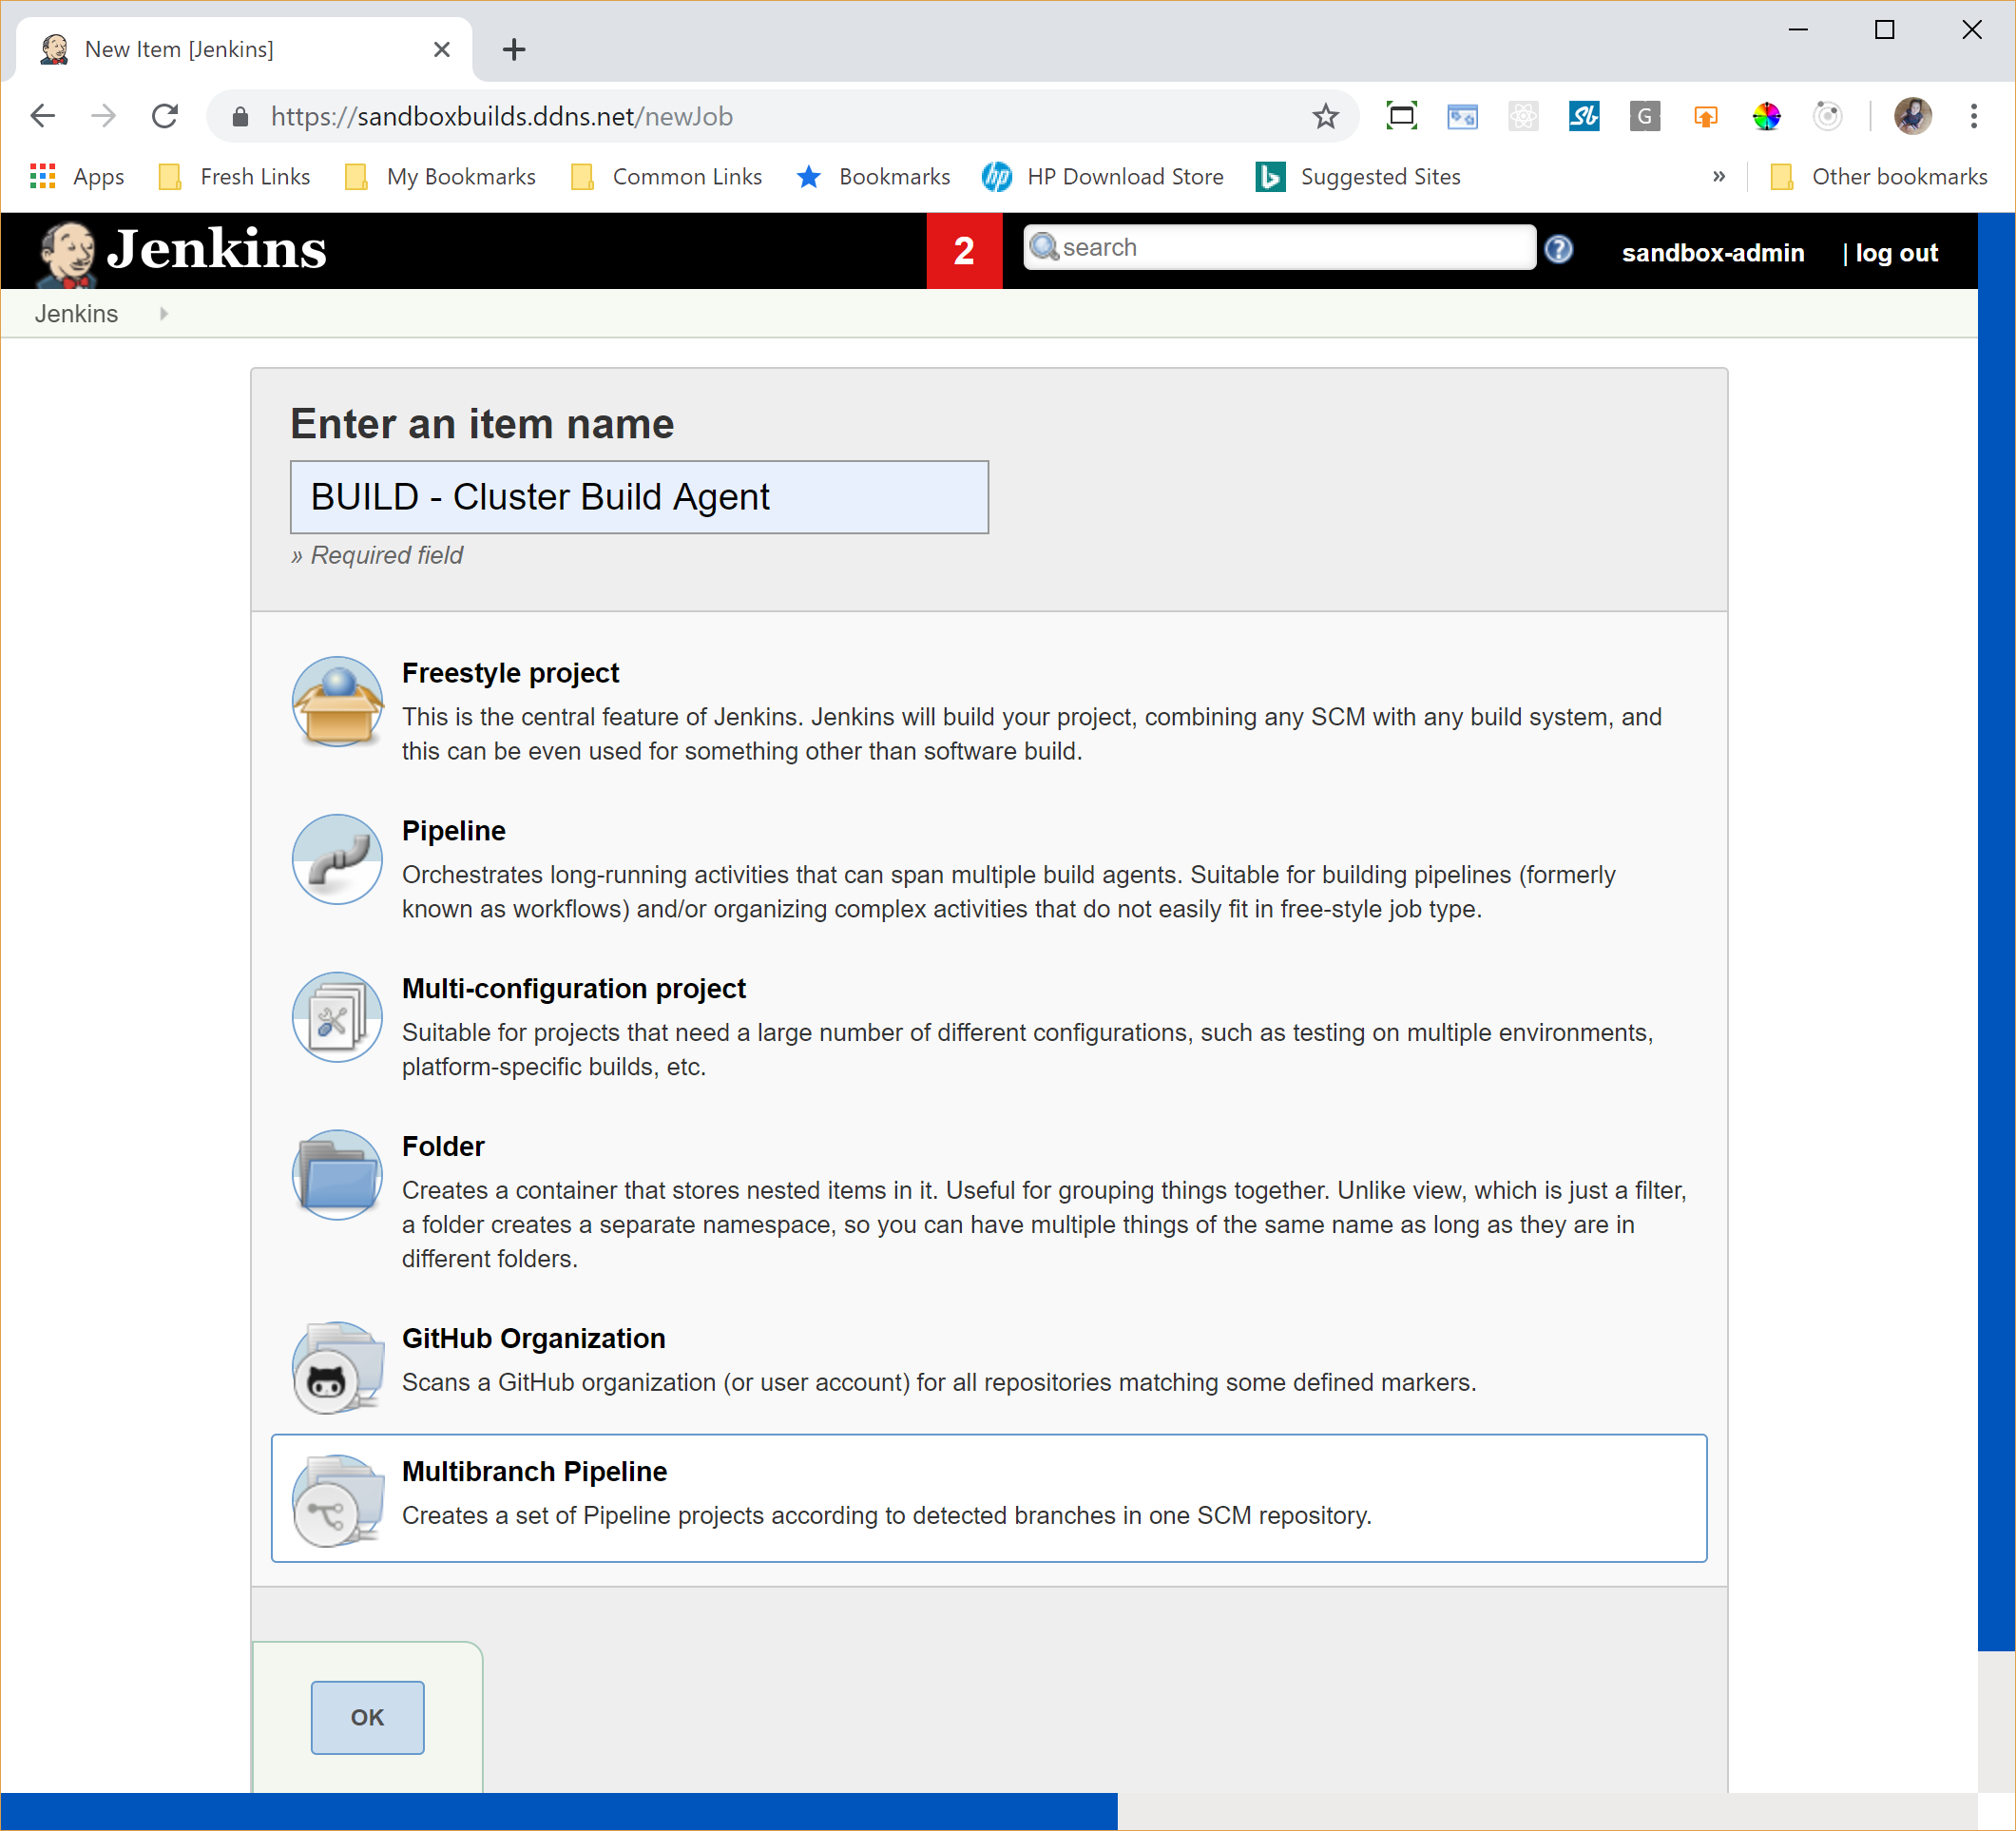 New Item [Jenkins]
https://sandboxbuilds.ddns.net/newJob
Sb
G
Apps
Fresh Links
My Bookmarks
Common Links
Bookmarks
hp
HP Download Store
b
Suggested Sites
»
Other bookmarks
Jenkins
2
search
?
sandbox-admin
| log out
Jenkins
Enter an item name
BUILD - Cluster Build Agent
» Required field
Freestyle project
This is the central feature of Jenkins. Jenkins will build your project, combining any SCM with any build system, and
this can be even used for something other than software build.
Pipeline
Orchestrates long-running activities that can span multiple build agents. Suitable for building pipelines (formerly
known as workflows) and/or organizing complex activities that do not easily fit in free-style job type.
Multi-configuration project
Suitable for projects that need a large number of different configurations, such as testing on multiple environments,
platform-specific builds, etc.
Folder
Creates a container that stores nested items in it. Useful for grouping things together. Unlike view, which is just a filter,
a folder creates a separate namespace, so you can have multiple things of the same name as long as they are in
different folders.
GitHub Organization
Scans a GitHub organization (or user account) for all repositories matching some defined markers.
Multibranch Pipeline
Creates a set of Pipeline projects according to detected branches in one SCM repository.
OK